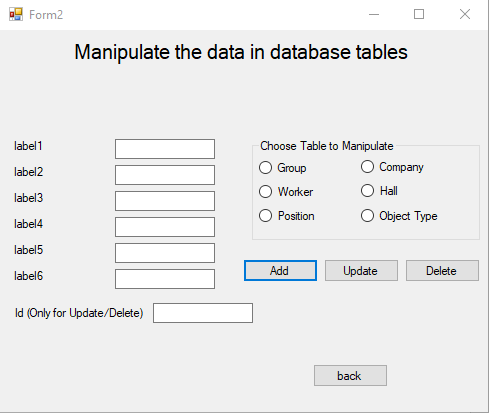 Form2
Manipulate the data in database tables
label1
label2
label3
label4
label5
label6
Id (Only for Update/Delete)
Choose Table to Manipulate
Group Company
Worker Hall
Position Object Type
Add Update Delete
back